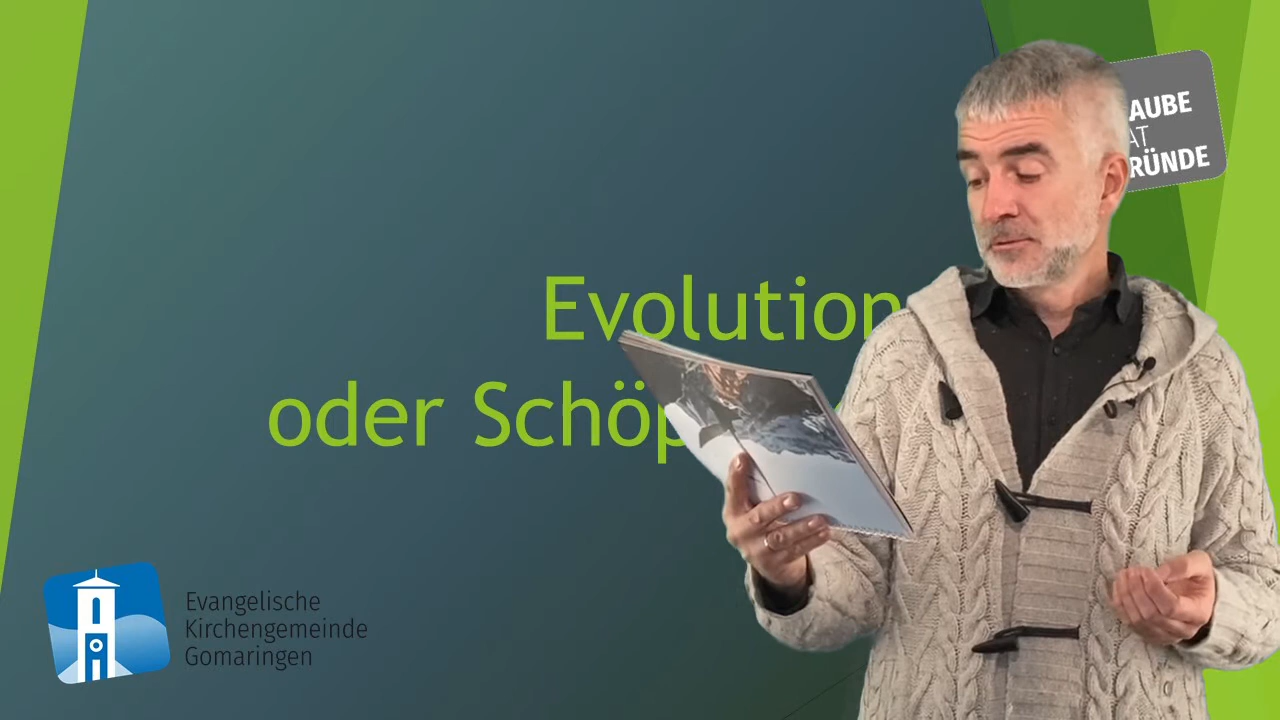 AUBE
AT
RÜNDE
Evolution
oder Schöp
Evangelische
Kirchengemeinde
Gomaringen